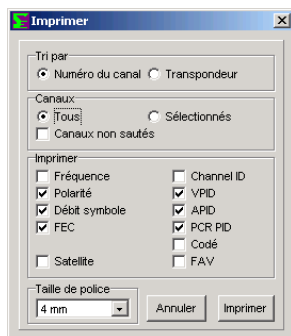 Imprimer
Tri par
Numéro du canal Transpondeur
Canaux
Tous Sélectionnés
Canaux non sautés
Imprimer
Fréquence Channel ID
Polarité VPID
Débit symbole APID
FEC PCR PID
Codé
Satellite FAV
Taille de police
4 mm Annuler Imprimer